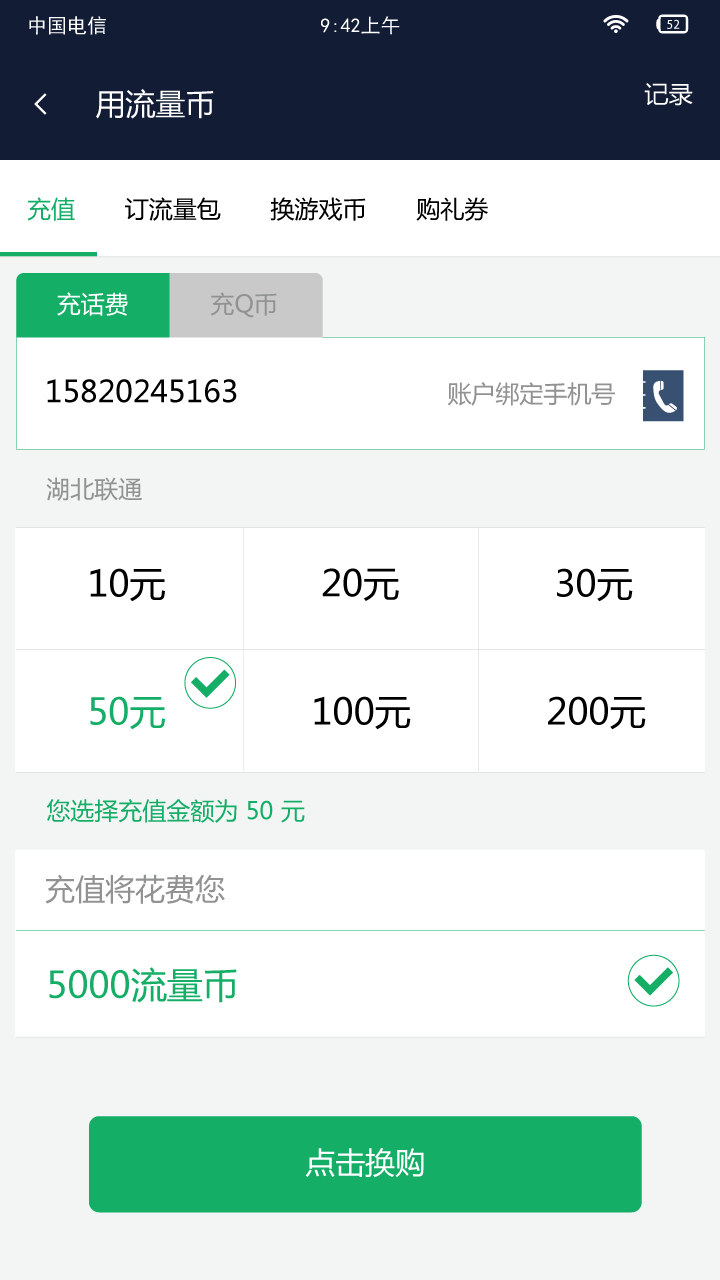 中国电信 9:42上午 52
用流量币 记录
充值 订流量包 换游戏币 购礼券
充话费 充Q币
15820245163 账户绑定手机号
湖北联通
10元 20元 30元
50元 100元 200元
您选择充值金额为 50 元
充值将花费您
5000流量币
点击换购